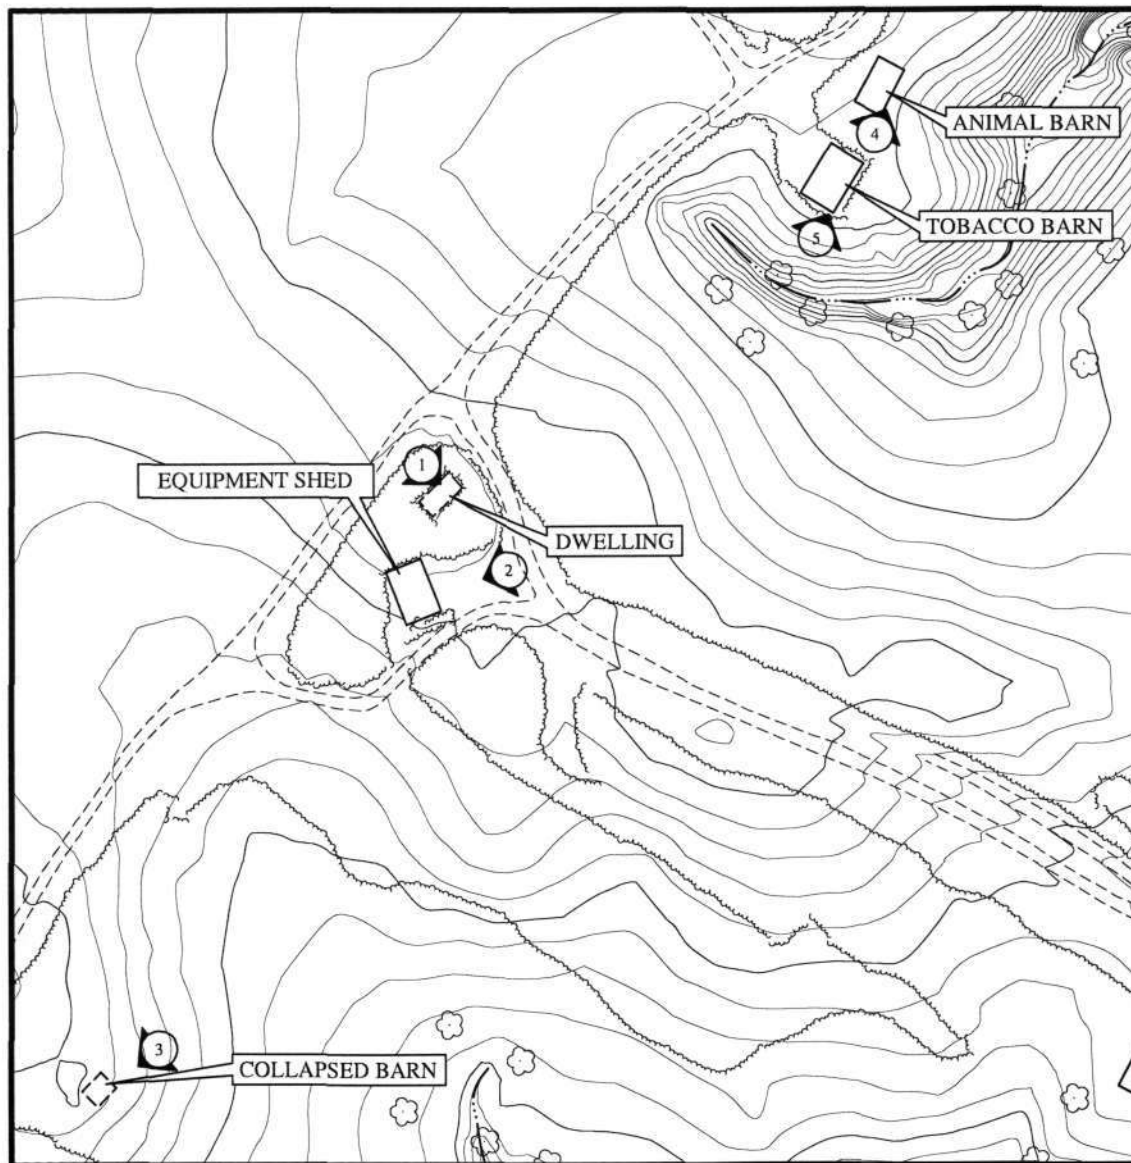 ANIMAL BARN
4
TOBACCO BARN
5
1
EQUIPMENT SHED
DWELLING
2
3
COLLAPSED BARN